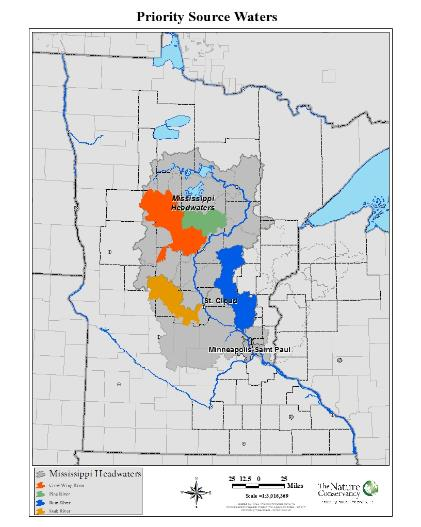 Priority Source Waters
Mississippi
Headwaters
St. Cloud
Minneapolis-Saint Paul
Mississippi Headwaters
Crow Wing River
Pine River
Rum River
Sauk River
25 12.5 0 25
Miles
The Nature
Conservancy